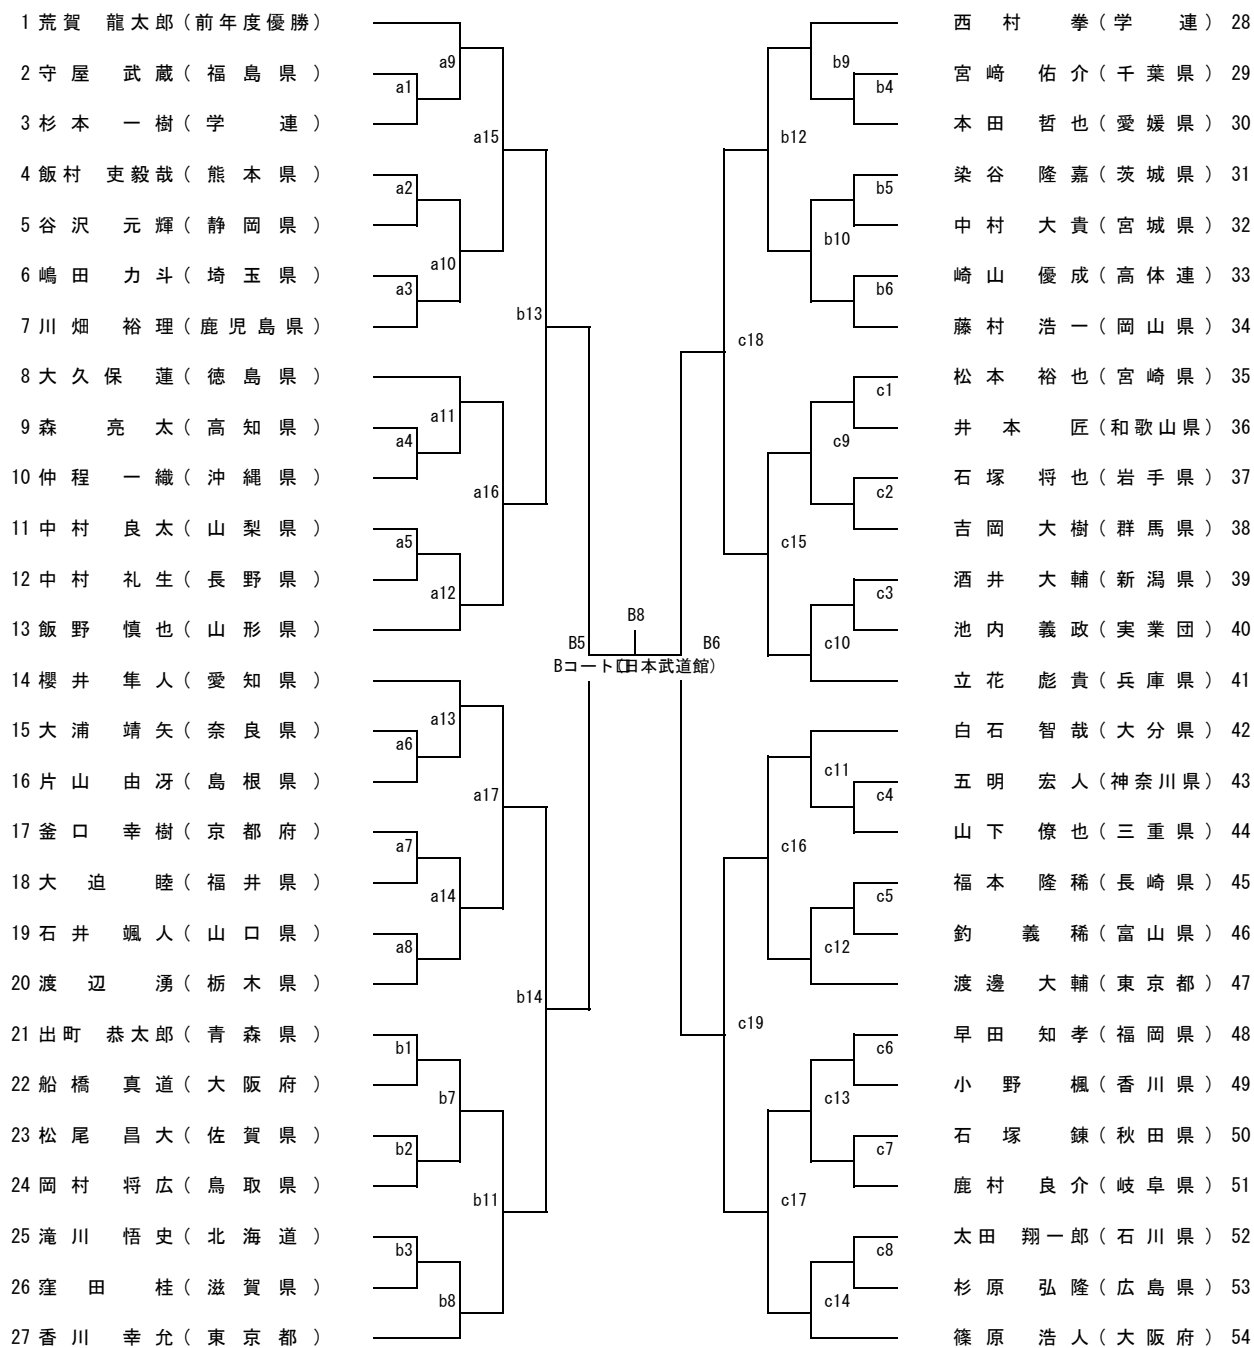 1 荒賀 龍太郎(前年度優勝)
2 守屋 武蔵(福島県)
3 杉本 一樹(学連)
4 飯村 吏毅哉(熊本県)
5 谷沢 元輝(静岡県)
6 嶋田 力斗(埼玉県)
7 川畑 裕理(鹿児島県)
8 大久保 蓮(徳島県)
9 森 亮太(高知県)
10 仲程 一織(沖縄県)
11 中村 良太(山梨県)
12 中村 礼生(長野県)
13 飯野 慎也(山形県)
14 櫻井 隼人(愛知県)
15 大浦 靖矢(奈良県)
16 片山 由冴(島根県)
17 釜口 幸樹(京都府)
18 大迫 睦(福井県)
19 石井 颯人(山口県)
20 渡辺 湧(栃木県)
21 出町 恭太郎(青森県)
22 船橋 真道(大阪府)
23 松尾 昌大(佐賀県)
24 岡村 将広(鳥取県)
25 滝川 悟史(北海道)
26 窪田 桂(滋賀県)
27 香川 幸允(東京都)
a1
a2
a3
a4
a5
a6
a7
a8
b1
b2
b3
a9
a10
a11
a12
a13
a14
b7
b8
a15
a16
a17
b11
b13
b14
B5
B8
B6
Bコート(日本武道館)
c18
c19
b12
c15
c16
c17
b9
b10
c9
c10
c11
c12
c13
c14
b4
b5
b6
c1
c2
c3
c4
c5
c6
c7
c8
西村 拳(学連) 28
宮﨑 佑介(千葉県) 29
本田 哲也(愛媛県) 30
染谷 隆嘉(茨城県) 31
中村 大貴(宮城県) 32
崎山 優成(高体連) 33
藤村 浩一(岡山県) 34
松本 裕也(宮崎県) 35
井本 匠(和歌山県) 36
石塚 将也(岩手県) 37
吉岡 大樹(群馬県) 38
酒井 大輔(新潟県) 39
池内 義政(実業団) 40
立花 彪貴(兵庫県) 41
白石 智哉(大分県) 42
五明 宏人(神奈川県) 43
山下 僚也(三重県) 44
福本 隆稀(長崎県) 45
釣 義稀(富山県) 46
渡邊 大輔(東京都) 47
早田 知孝(福岡県) 48
小野 楓(香川県) 49
石塚 錬(秋田県) 50
鹿村 良介(岐阜県) 51
太田 翔一郎(石川県) 52
杉原 弘隆(広島県) 53
篠原 浩人(大阪府) 54